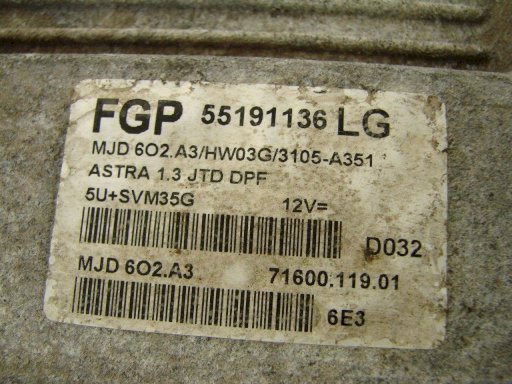 FGP 55191136 LG
MJD 6O2.A3/HW03G/3105-A351
ASTRA 1.3 JTD DPF
5U+SVM35G 12V=
D032
MJD 6O2.A3 71600.119.01
6E3